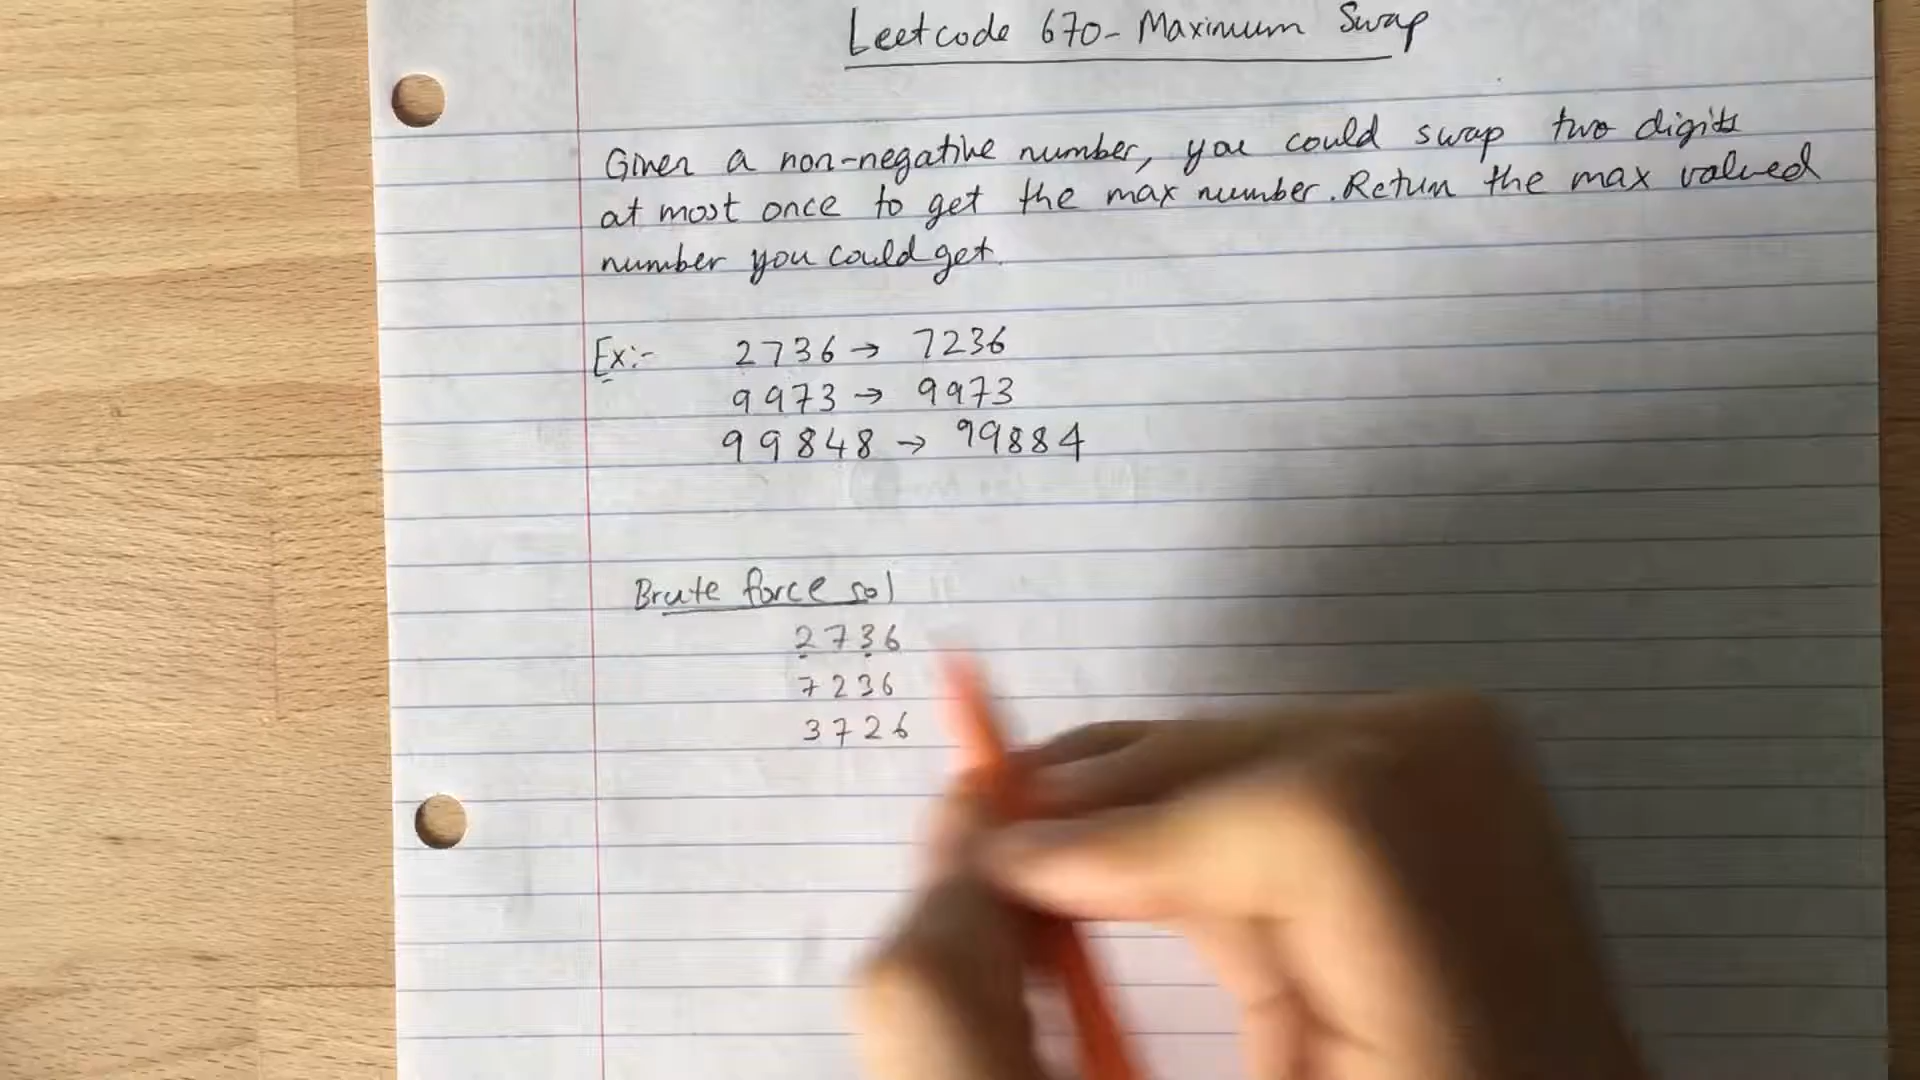 Leetcode 670- Maximum Swap
Given a non-negative number, you could swap two digits
at most once to get the max number. Return the max valued
number you could get.
Ex:- 2736 → 7236
9973 → 9973
99848 → 99884
Brute force sol
2736
7236
3726